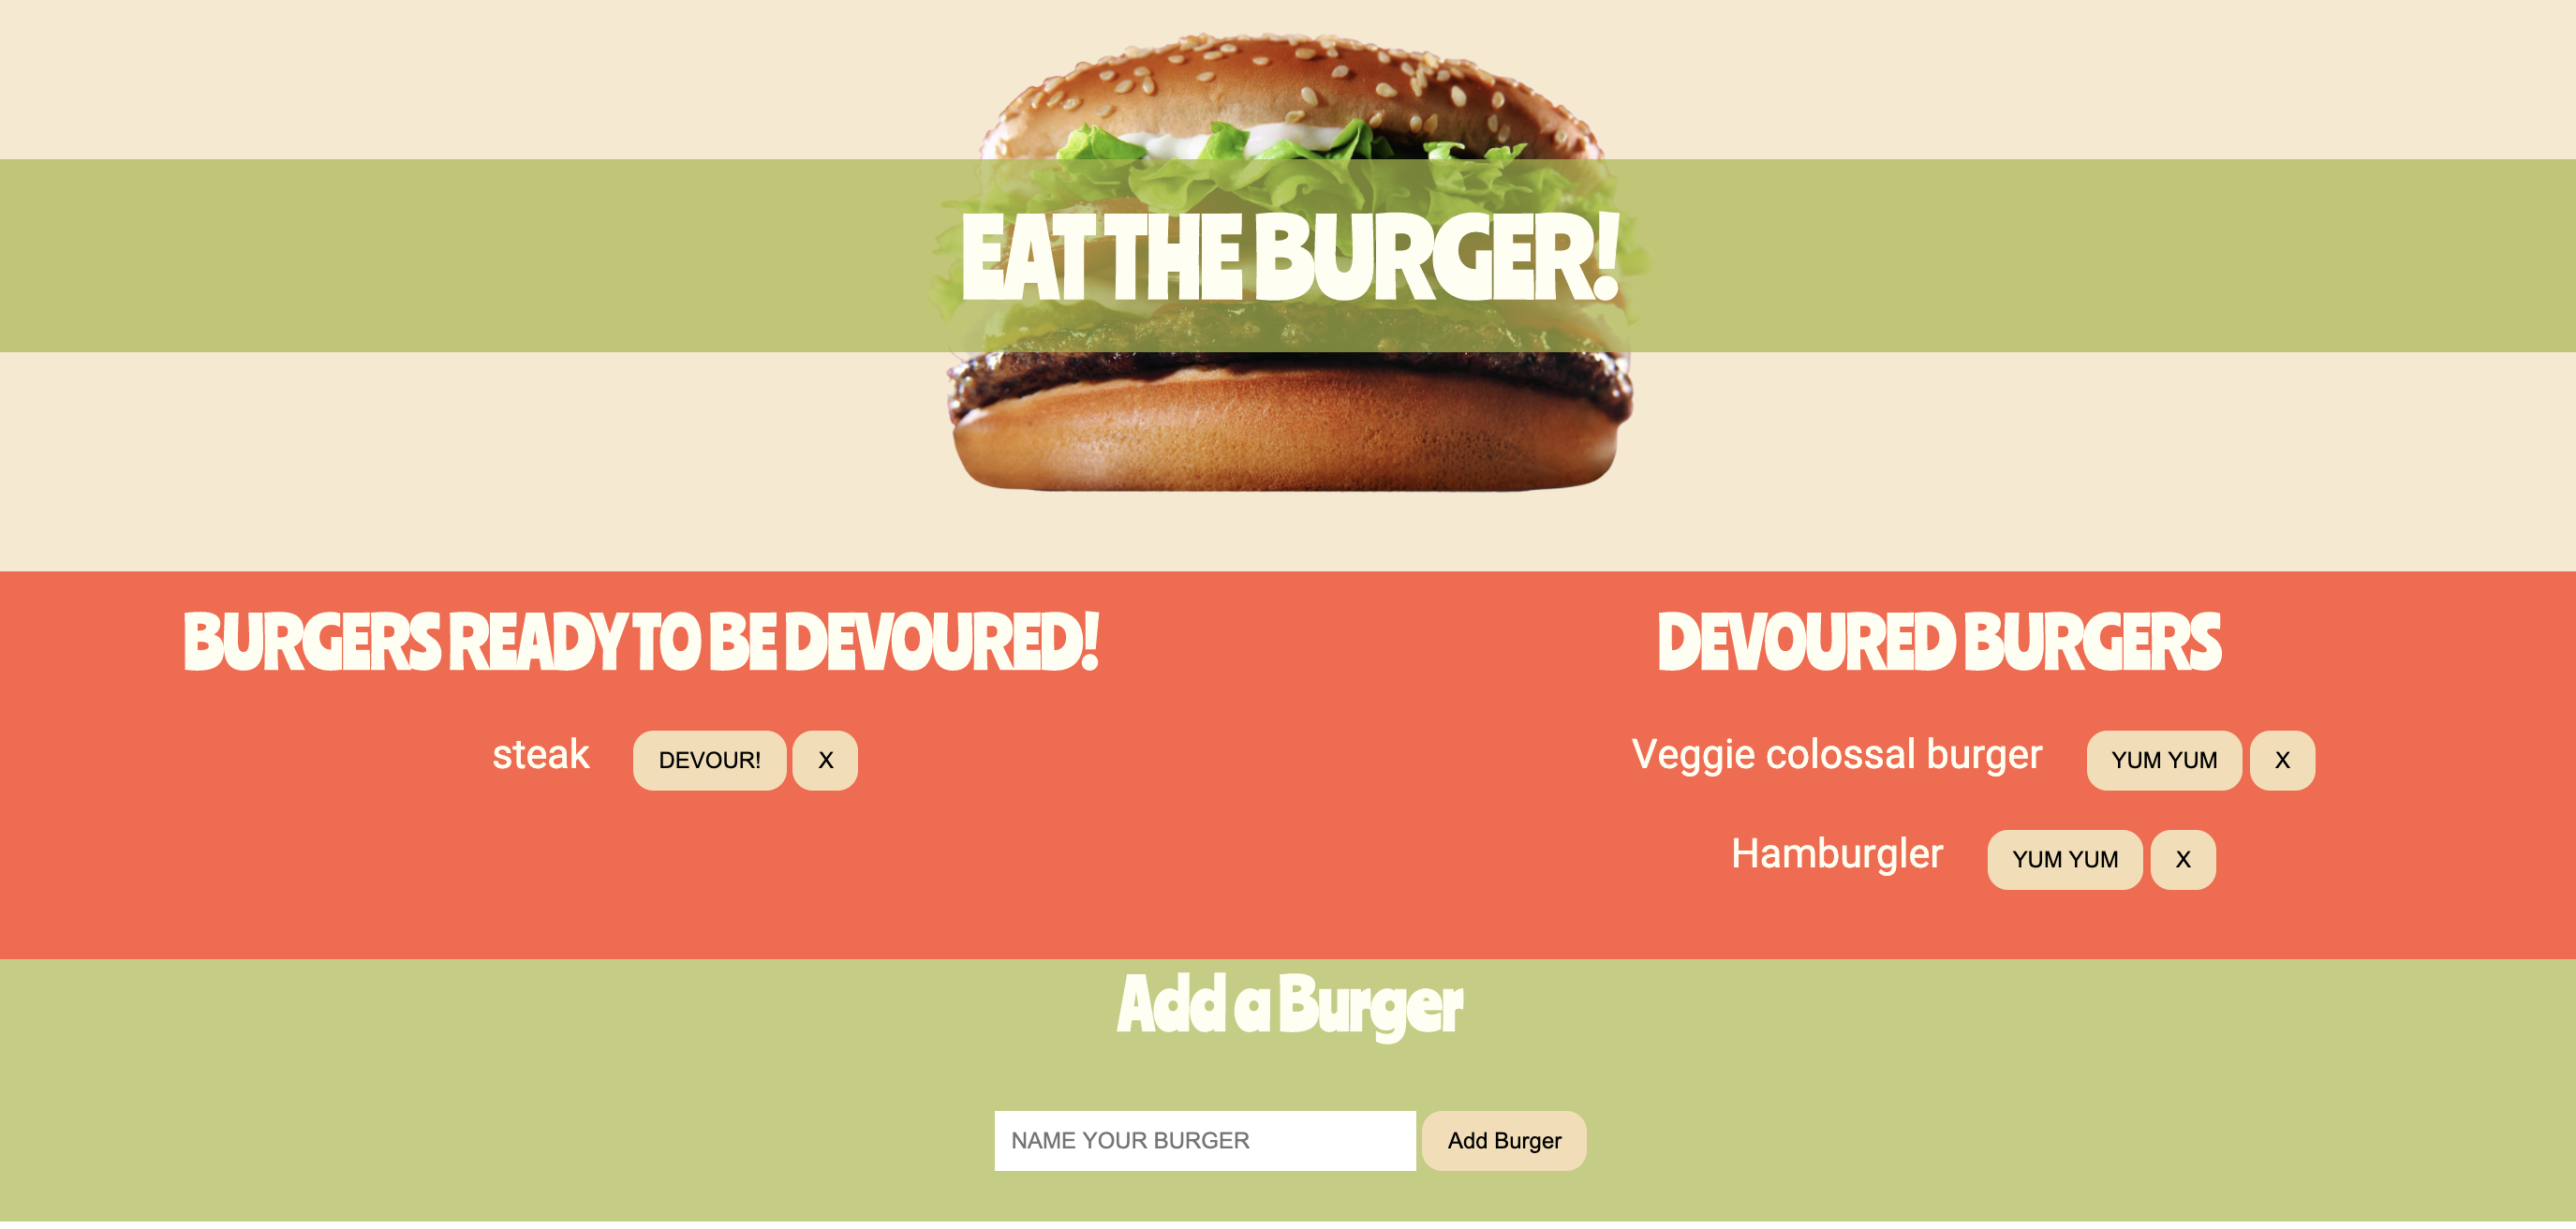 EAT THE BURGER!
BURGERS READY TO BE DEVOURED!
steak DEVOUR! X
DEVOURED BURGERS
Veggie colossal burger YUM YUM X
Hamburgler YUM YUM X
Add a Burger
NAME YOUR BURGER Add Burger